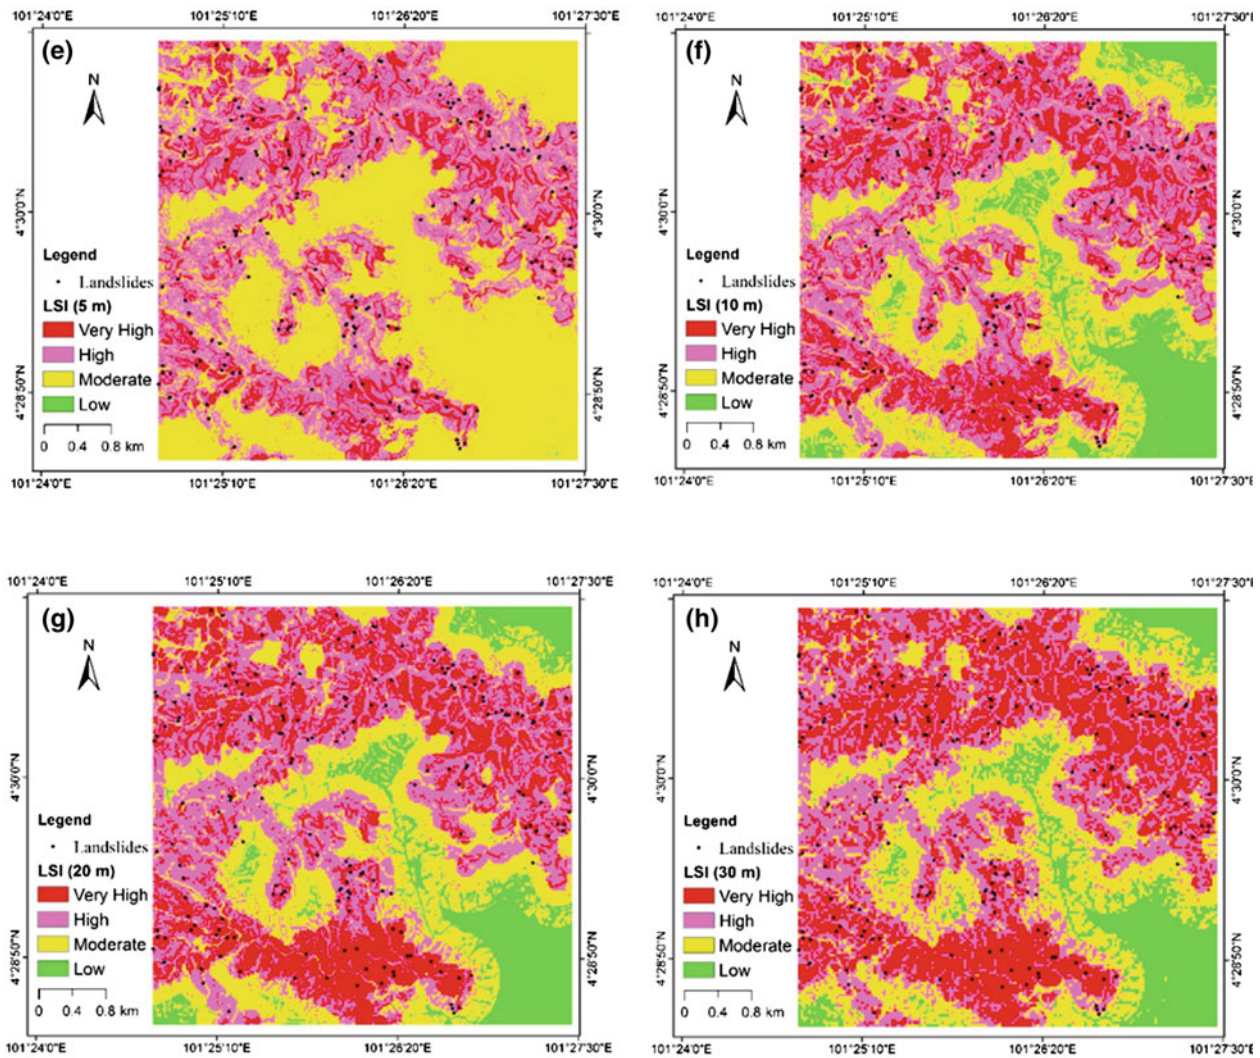 101°24'0"E 101°25'10"E 101°26'20"E 101°27'30"E
(e)
N
4°30'0"N
4°28'50"N
Legend
Landslides
LSI (5 m)
Very High
High
Moderate
Low
0 0.4 0.8 km
4°30'0"N
4°28'50"N
101°24'0"E 101°25'10"E 101°26'20"E 101°27'30"E
101°24'0"E 101°25'10"E 101°26'20"E 101°27'30"E
(f)
N
4°30'0"N
4°28'50"N
Legend
Landslides
LSI (10 m)
Very High
High
Moderate
Low
0 0.4 0.8 km
4°30'0"N
4°28'50"N
101°24'0"E 101°25'10"E 101°26'20"E 101°27'30"E
101°24'0"E 101°25'10"E 101°26'20"E 101°27'30"E
(g)
N
4°30'0"N
4°28'50"N
Legend
Landslides
LSI (20 m)
Very High
High
Moderate
Low
0 0.4 0.8 km
4°30'0"N
4°28'50"N
101°24'0"E 101°25'10"E 101°26'20"E 101°27'30"E
101°24'0"E 101°25'10"E 101°26'20"E 101°27'30"E
(h)
N
4°30'0"N
4°28'50"N
Legend
Landslides
LSI (30 m)
Very High
High
Moderate
Low
0 0.4 0.8 km
4°30'0"N
4°28'50"N
101°24'0"E 101°25'10"E 101°26'20"E 101°27'30"E